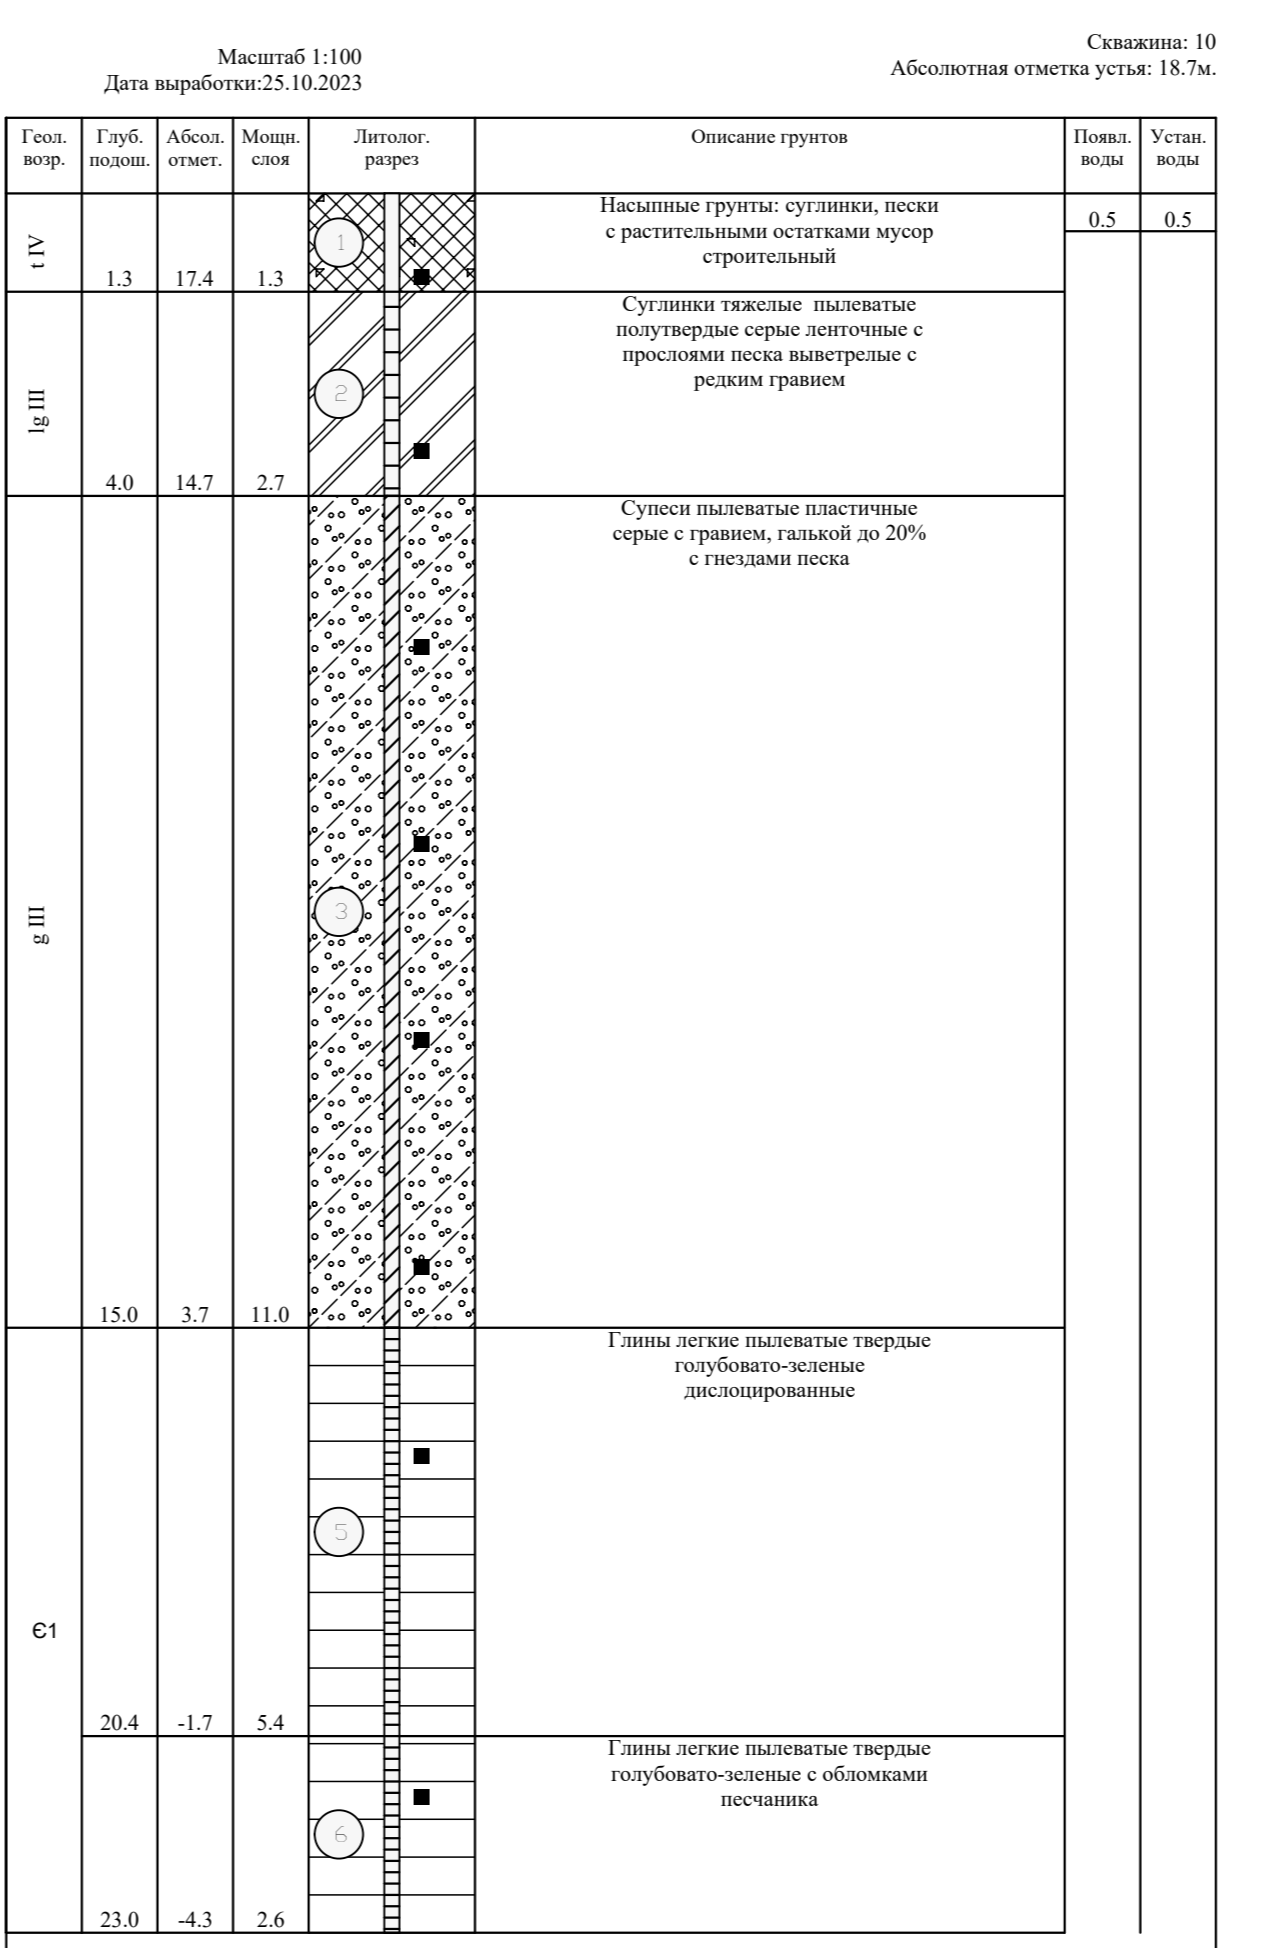 Масштаб 1:100
Дата выработки:25.10.2023
Скважина: 10
Абсолютная отметка устья: 18.7м.
Геол. возр.
Глуб. подош.
Абсол. отмет.
Мощн. слоя
Литолог. разрез
Описание грунтов
Появл. воды
Устан. воды
t IV
1.3 17.4 1.3
1
Насыпные грунты: суглинки, пески
с растительными остатками мусор
строительный
0.5 0.5
lg III
4.0 14.7 2.7
2
Суглинки тяжелые пылеватые
полутвердые серые ленточные с
прослоями песка выветрелые с
редким гравием
g III
15.0 3.7 11.0
3
Супеси пылеватые пластичные
серые с гравием, галькой до 20%
с гнездами песка
Є1
20.4 -1.7 5.4
5
Глины легкие пылеватые твердые
голубовато-зеленые
дислоцированные
23.0 -4.3 2.6
6
Глины легкие пылеватые твердые
голубовато-зеленые с обломками
песчаника